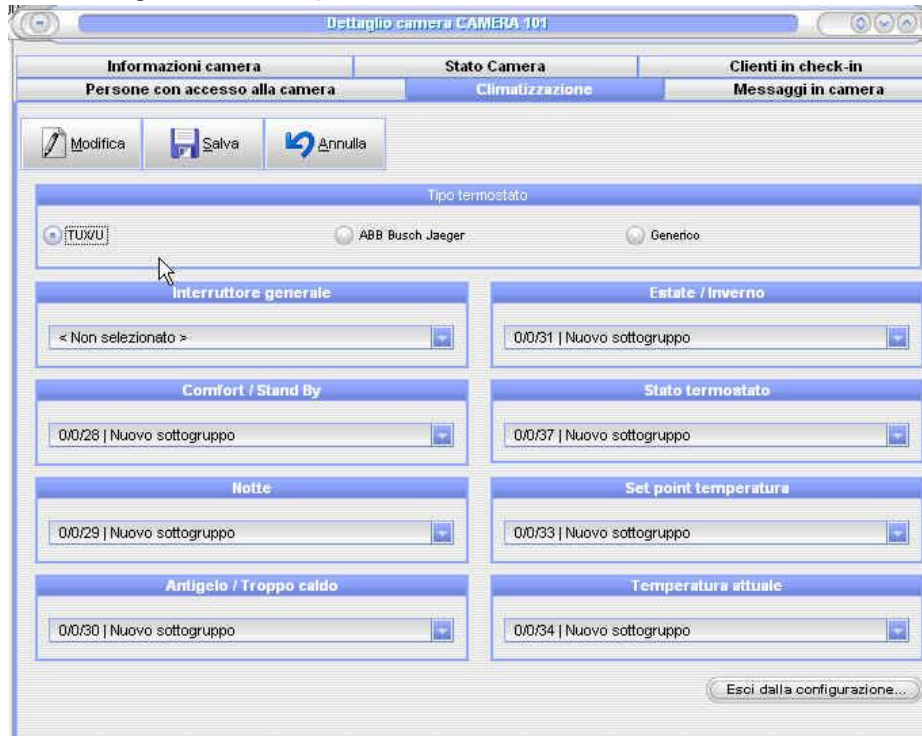 Dettaglio camera CAMERA 101
Informazioni camera Stato Camera Clienti in check-in
Persone con accesso alla camera Climatizzazione Messaggi in camera
Modifica Salva Annulla
Tipo termostato
TUX/U ABB Busch Jaeger Generico
Interruttore generale Estate / Inverno
< Non selezionato > 0/0/31 | Nuovo sottogruppo
Comfort / Stand By Stato termostato
0/0/28 | Nuovo sottogruppo 0/0/37 | Nuovo sottogruppo
Notte Set point temperatura
0/0/29 | Nuovo sottogruppo 0/0/33 | Nuovo sottogruppo
Antigelo / Troppo caldo Temperatura attuale
0/0/30 | Nuovo sottogruppo 0/0/34 | Nuovo sottogruppo
Esci dalla configurazione...